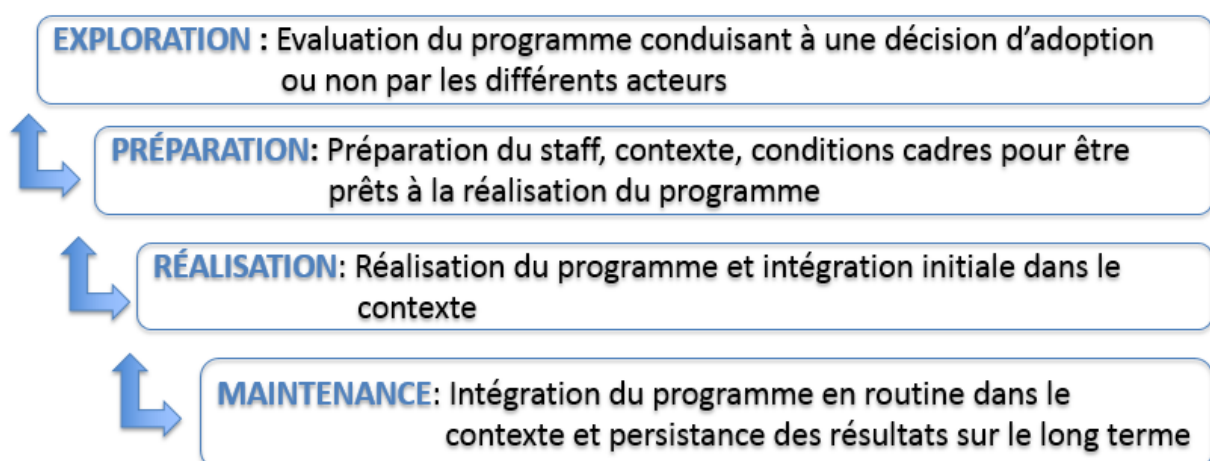 EXPLORATION : Evaluation du programme conduisant à une décision d’adoption
ou non par les différents acteurs
PRÉPARATION: Préparation du staff, contexte, conditions cadres pour être
prêts à la réalisation du programme
RÉALISATION: Réalisation du programme et intégration initiale dans le
contexte
MAINTENANCE: Intégration du programme en routine dans le
contexte et persistance des résultats sur le long terme